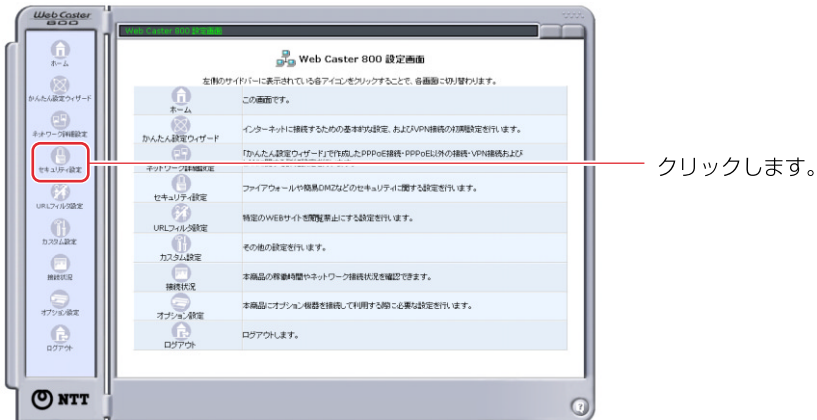 Web Caster
800
Web Caster 800 設定画面
ホーム
かんたん設定ウィザード
ネットワーク詳細設定
セキュリティ設定
URLフィルタ設定
カスタム設定
接続状況
オプション設定
ログアウト
NTT
Web Caster 800 設定画面
左側のサイドバーに表示されている各アイコンをクリックすることで、各画面に切り替わります。
ホーム この画面です。
かんたん設定ウィザード インターネットに接続するための基本的な設定、およびVPN接続の初期設定を行います。
ネットワーク詳細設定 「かんたん設定ウィザード」で作成したPPPoE接続・PPPoE以外の接続・VPN接続および
セキュリティ設定 ファイアウォールや簡易DMZなどのセキュリティに関する設定を行います。
URLフィルタ設定 特定のWEBサイトを閲覧禁止にする設定を行います。
カスタム設定 その他の設定を行います。
接続状況 本商品の稼働時間やネットワーク接続状況を確認できます。
オプション設定 本商品にオプション機器を接続して利用する際に必要な設定を行います。
ログアウト ログアウトします。
?
クリックします。